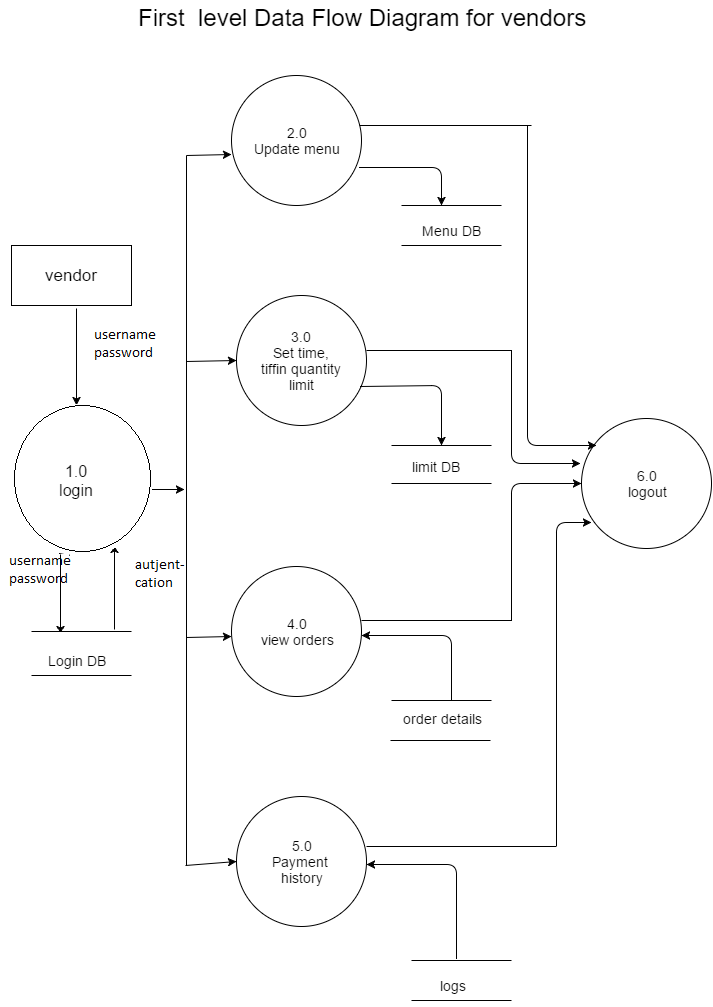 First level Data Flow Diagram for vendors
2.0
Update menu
Menu DB
vendor
username
password
3.0
Set time,
tiffin quantity
limit
limit DB
1.0
login
6.0
logout
username
password
autjent-
cation
Login DB
4.0
view orders
order details
5.0
Payment
history
logs